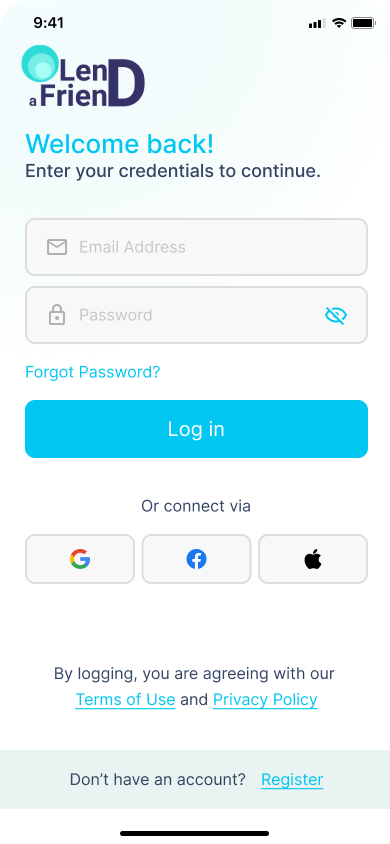 9:41
LenD
a FrienD
Welcome back!
Enter your credentials to continue.
Email Address
Password
Forgot Password?
Log in
Or connect via
By logging, you are agreeing with our
Terms of Use and Privacy Policy
Don’t have an account? Register